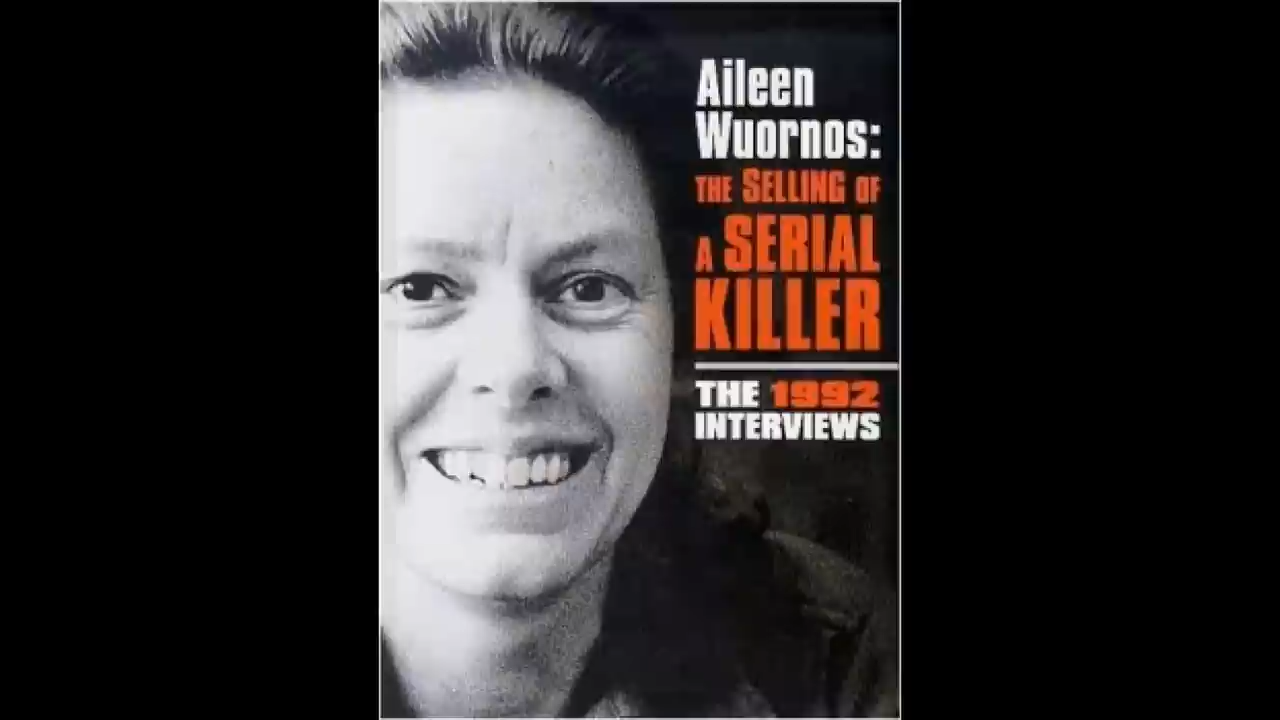 Aileen
Wuornos:
THE SELLING OF
A SERIAL
KILLER
THE 1992
INTERVIEWS